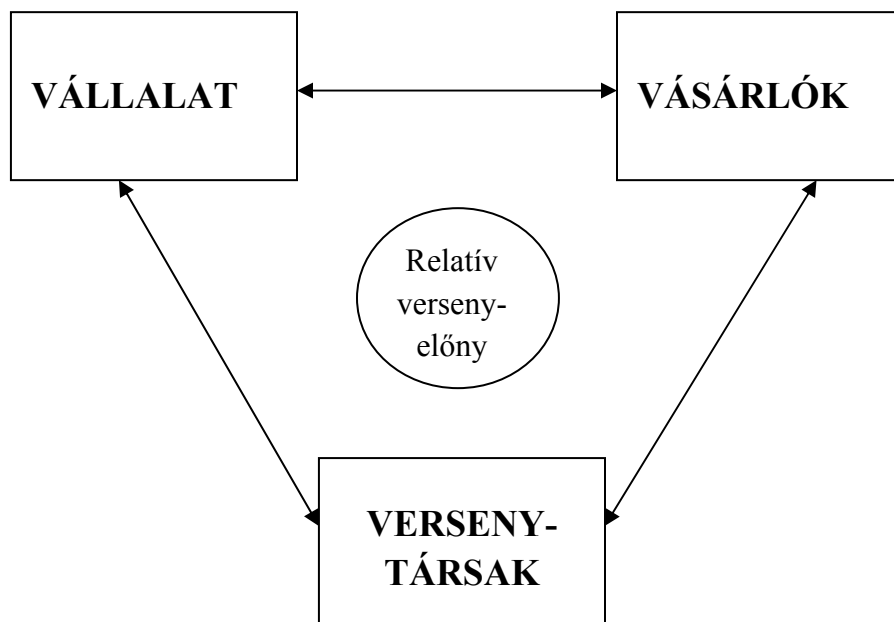 VÁLLALAT
VÁSÁRLÓK
Relatív
verseny-
előny
VERSENY-
TÁRSAK